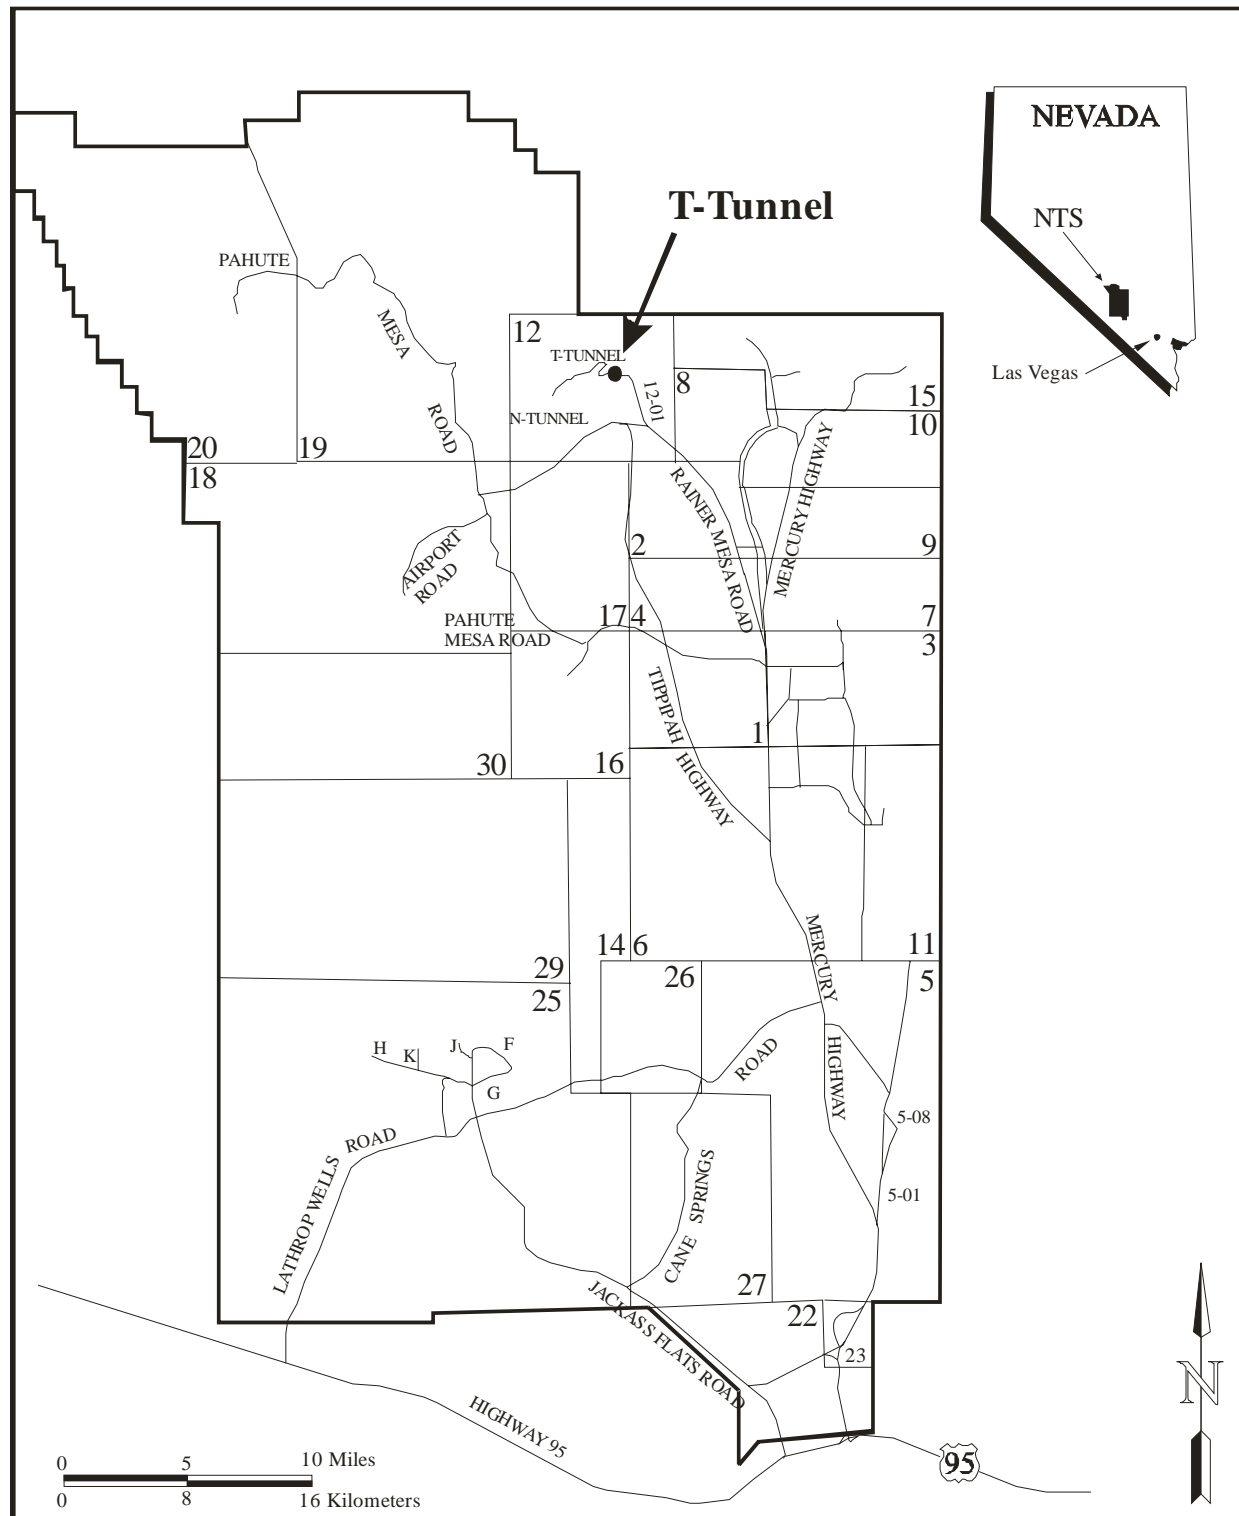 NEVADA
NTS
Las Vegas
T-Tunnel
PAHUTE
MESA
ROAD
12
T-TUNNEL
8
12-01
15
10
N-TUNNEL
20
19
18
RAINER MESA ROAD
MERCURY HIGHWAY
AIRPORT
ROAD
2
9
PAHUTE
MESA ROAD
17
4
7
3
TIPPIPAH HIGHWAY
1
30
16
14
6
11
29
25
26
5
MERCURY
HIGHWAY
H
K
J
F
G
ROAD
5-08
LATHROP WELLS ROAD
CANE SPRINGS
5-01
27
22
23
JACKASS FLATS ROAD
HIGHWAY 95
95
N
0 5 10 Miles
0 8 16 Kilometers